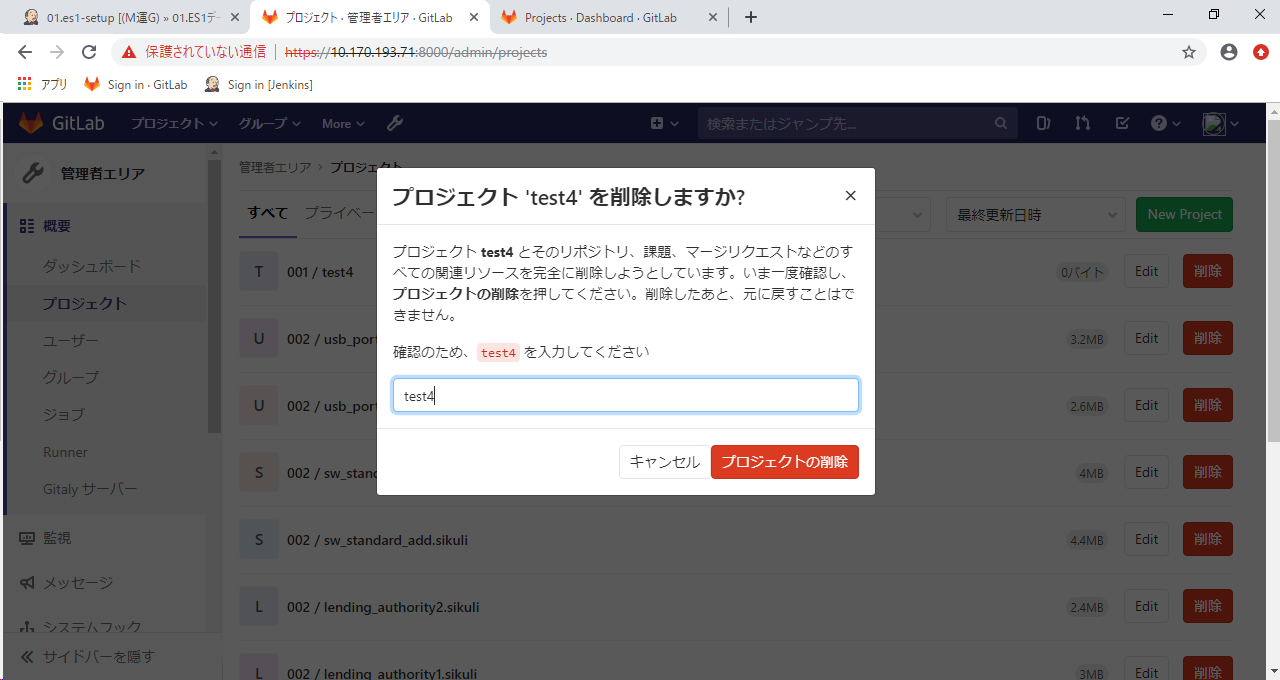 01.es1-setup [(M運G) » 01.ES1デー
プロジェクト · 管理者エリア · GitLab
Projects · Dashboard · GitLab
保護されていない通信
https://10.170.193.71:8000/admin/projects
アプリ
Sign in · GitLab
Sign in [Jenkins]
GitLab
プロジェクト
グループ
More
検索またはジャンプ先...
管理者エリア
概要
ダッシュボード
プロジェクト
ユーザー
グループ
ジョブ
Runner
Gitaly サーバー
監視
メッセージ
システムフック
サイドバーを隠す
管理者エリア › プロジェクト
すべて
プライベー
最終更新日時
New Project
プロジェクト 'test4' を削除しますか?
プロジェクト test4 とそのリポジトリ、課題、マージリクエストなどのす
べての関連リソースを完全に削除しようとしています。いま一度確認し、
プロジェクトの削除を押してください。削除したあと、元に戻すことはで
きません。
確認のため、 test4 を入力してください
test4
キャンセル
プロジェクトの削除
T 001 / test4 0バイト Edit 削除
U 002 / usb_port 3.2MB Edit 削除
U 002 / usb_port 2.6MB Edit 削除
S 002 / sw_stand 4MB Edit 削除
S 002 / sw_standard_add.sikuli 4.4MB Edit 削除
L 002 / lending_authority2.sikuli 2.4MB Edit 削除
L 002 / lending_authority1.sikuli 3MB Edit 削除